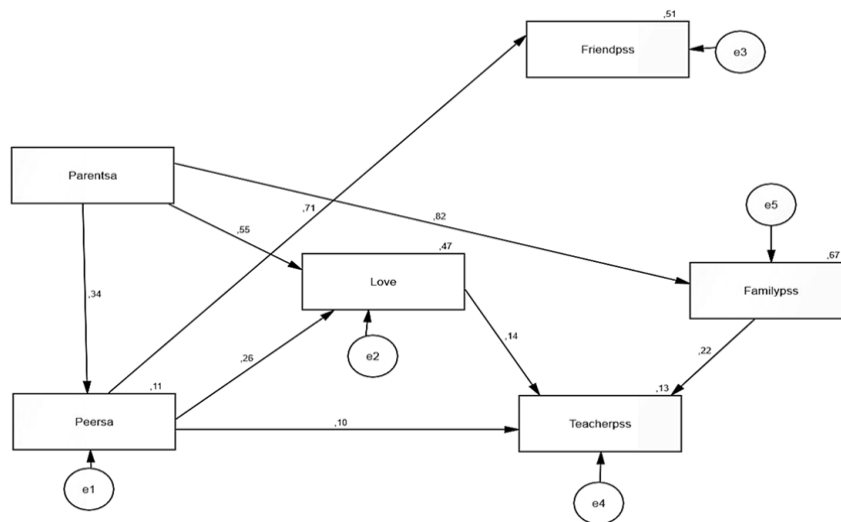 ,51
Friendpss
e3
Parentsa
,71
,82
e5
,55
,47
,67
Love
Familypss
,34
,14
,22
e2
,26
,11
,13
Peersa
,10
Teacherpss
e1
e4